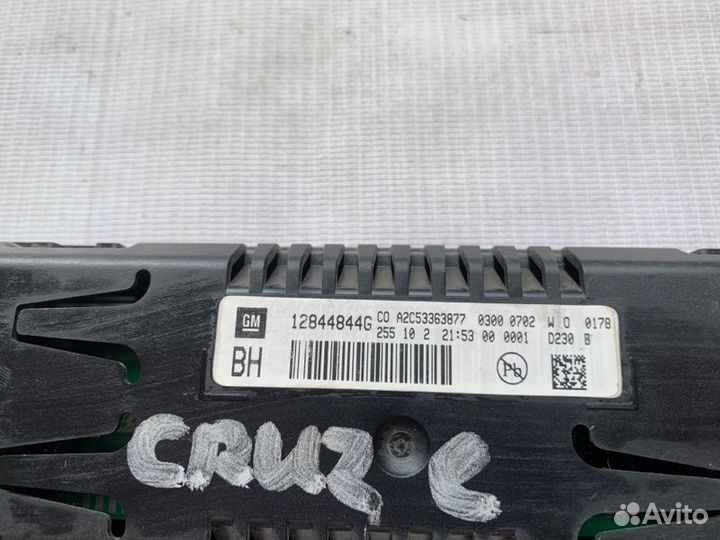 GM 12844844G CO A2C53363877 0300 0702 W 0 0178
BH 255 10 2 21:53 00 0001 D230 B
Pb
CRUZ C
Avito